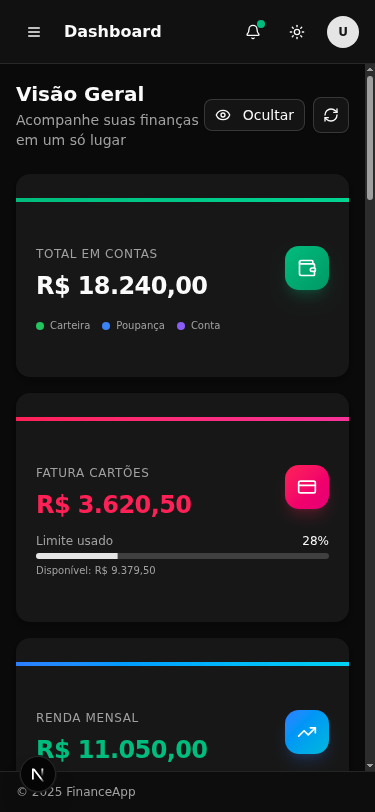 Dashboard
U
Visão Geral
Acompanhe suas finanças
em um só lugar
Ocultar
TOTAL EM CONTAS
R$ 18.240,00
Carteira
Poupança
Conta
FATURA CARTÕES
R$ 3.620,50
Limite usado
28%
Disponível: R$ 9.379,50
RENDA MENSAL
R$ 11.050,00
N
© 2025 FinanceApp